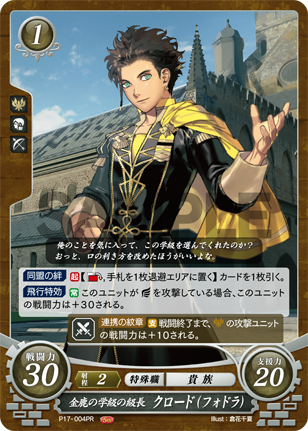 1
SAMPLE
俺のことを気に入って、この学級を選んでくれたのか?
おっと、口の利き方を改めたほうがいいよな。
同盟の絆 起【、手札を1枚退避エリアに置く】カードを1枚引く。
飛行特効 常 このユニットがを攻撃している場合、このユニット
の戦闘力は+30される。
連携の紋章 支 戦闘終了まで、の攻撃ユニット
の戦闘力は+10される。
戦闘力
30
射程 2 特殊職 貴族
支援力
20
金鹿の学級の級長 クロード(フォドラ)
P17-004PR
Illust:倉花千夏